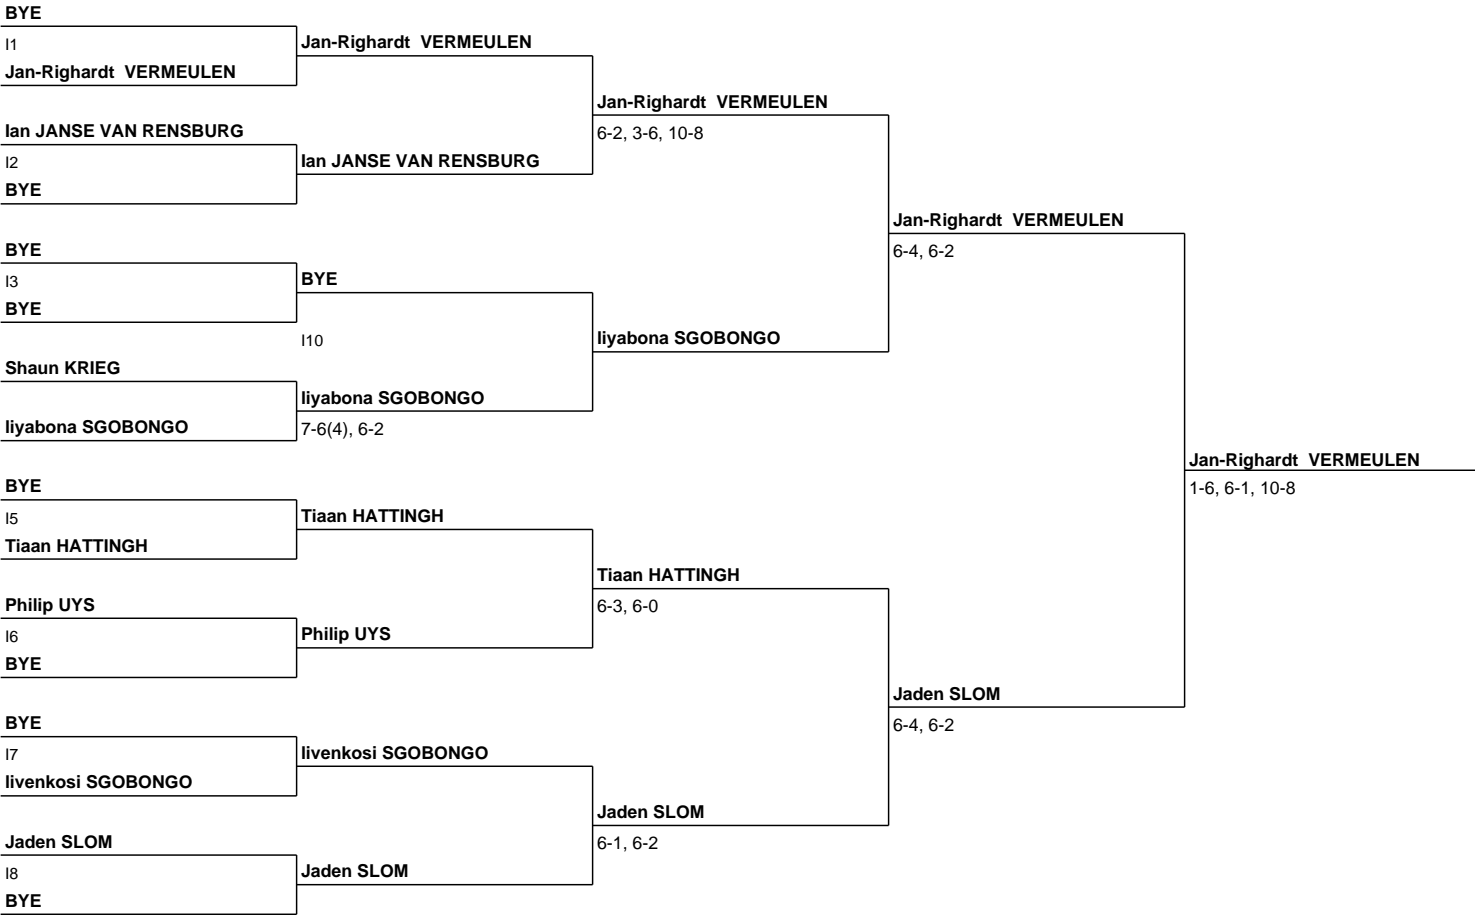 BYE
I1
Jan-Righardt  VERMEULEN
Ian JANSE VAN RENSBURG
I2
BYE
BYE
I3
BYE
Shaun KRIEG
liyabona SGOBONGO
BYE
I5
Tiaan HATTINGH
Philip UYS
I6
BYE
BYE
I7
livenkosi SGOBONGO
Jaden SLOM
I8
BYE
Jan-Righardt  VERMEULEN
Ian JANSE VAN RENSBURG
BYE
I10
liyabona SGOBONGO
7-6(4), 6-2
Tiaan HATTINGH
Philip UYS
livenkosi SGOBONGO
Jaden SLOM
Jan-Righardt  VERMEULEN
6-2, 3-6, 10-8
liyabona SGOBONGO
Tiaan HATTINGH
6-3, 6-0
Jaden SLOM
6-1, 6-2
Jan-Righardt  VERMEULEN
6-4, 6-2
Jaden SLOM
6-4, 6-2
Jan-Righardt  VERMEULEN
1-6, 6-1, 10-8